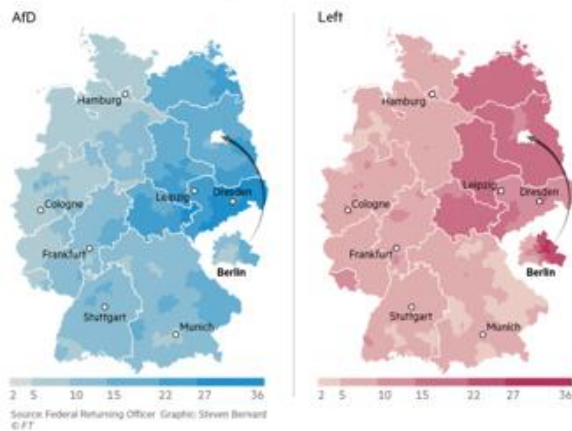 AfD
Left
Hamburg
Hamburg
Leipzig
Dresden
Leipzig
Dresden
Cologne
Cologne
Frankfurt
Frankfurt
Berlin
Berlin
Stuttgart
Munich
Stuttgart
Munich
2 5 10 15 22 27 36
2 5 10 15 22 27 36
Source: Federal Returning Officer Graphic: Steven Bernard
© FT